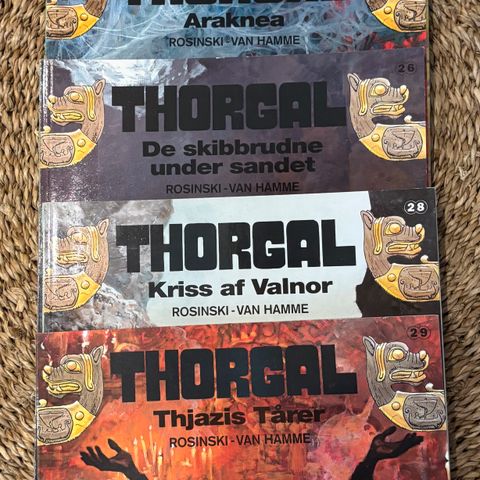 THORGAL
Araknea
ROSINSKI-VAN HAMME
26
THORGAL
De skibbrudne
under sandet
ROSINSKI-VAN HAMME
28
THORGAL
Kriss af Valnor
ROSINSKI-VAN HAMME
29
THORGAL
Thjazis Tårer
ROSINSKI-VAN HAMME